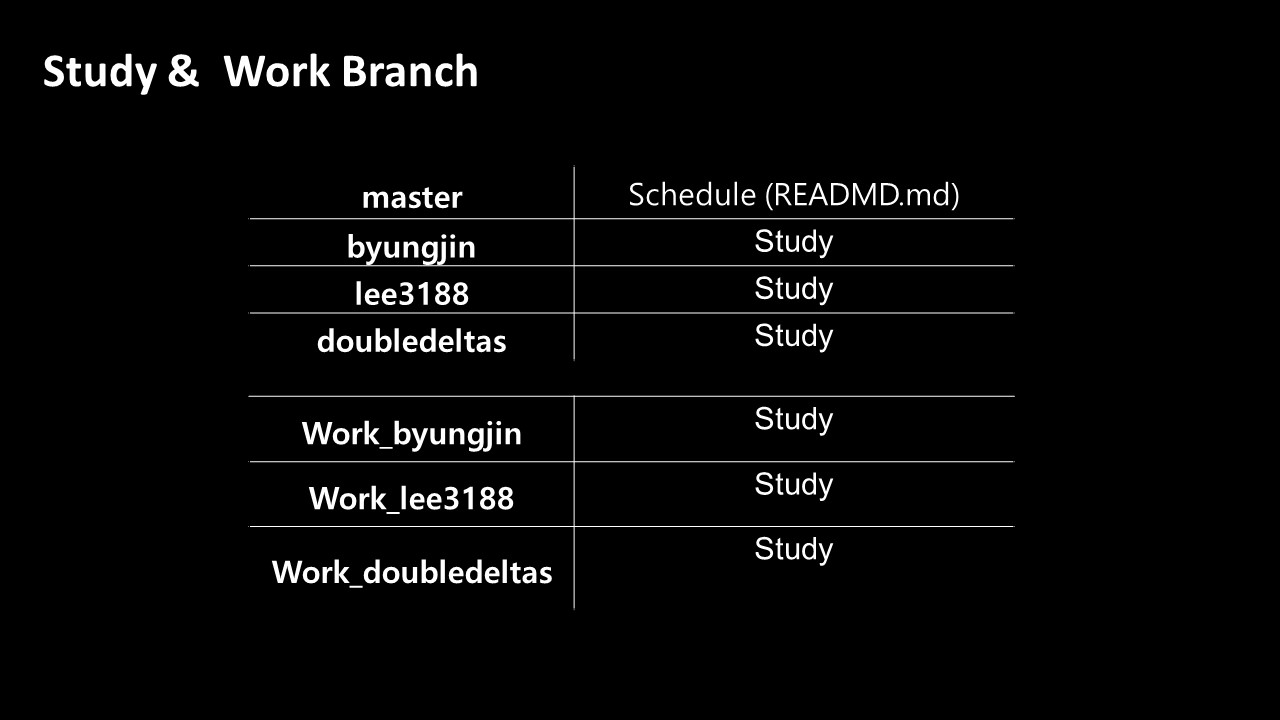 Study &  Work Branch
master Schedule (READMD.md)
byungjin Study
lee3188 Study
doubledeltas Study
Work_byungjin Study
Work_lee3188 Study
Work_doubledeltas Study